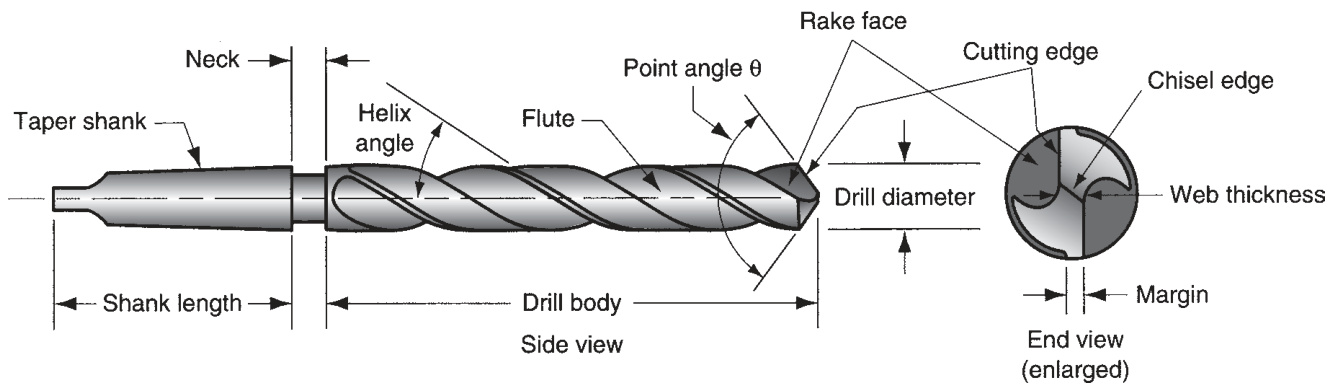 Rake face
Neck
Cutting edge
Point angle θ
Chisel edge
Helix
angle
Taper shank
Flute
Drill diameter
Web thickness
Shank length
Drill body
Margin
Side view
End view
(enlarged)